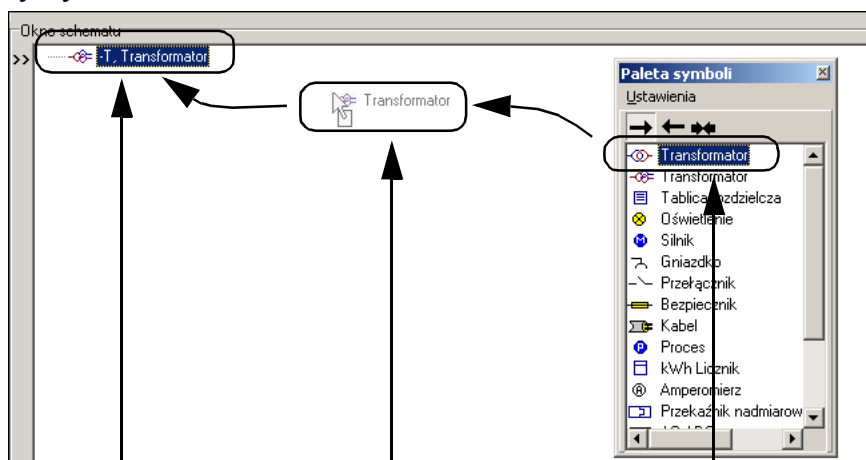 Okno schematu
>> -T, Transformator
Transformator
Paleta symboli
Ustawienia
Transformator
Transformator
Tablica rozdzielcza
Oświetlenie
Silnik
Gniazdko
Przełącznik
Bezpiecznik
Kabel
Proces
kWh Licznik
Amperomierz
Przekaźnik nadmiarow